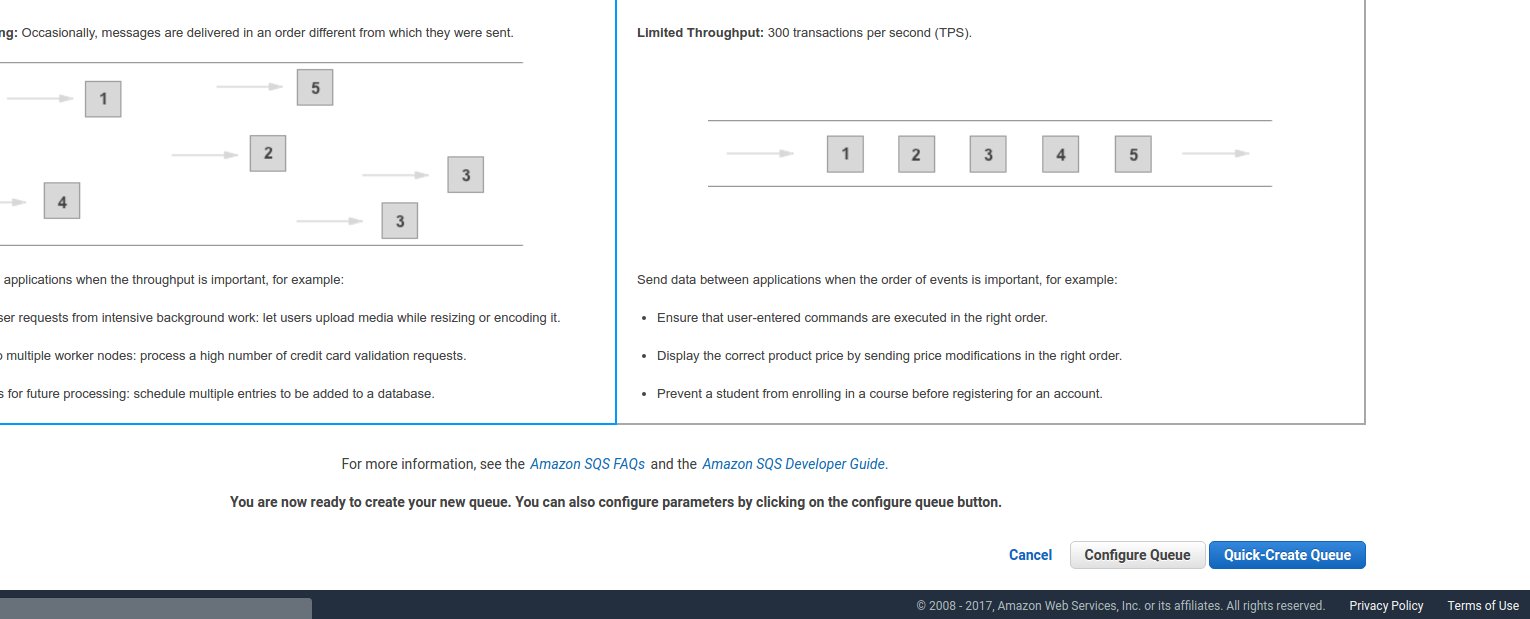 ng: Occasionally, messages are delivered in an order different from which they were sent.
1
5
2
3
4
3
applications when the throughput is important, for example:
ser requests from intensive background work: let users upload media while resizing or encoding it.
o multiple worker nodes: process a high number of credit card validation requests.
s for future processing: schedule multiple entries to be added to a database.
Limited Throughput: 300 transactions per second (TPS).
1 2 3 4 5
Send data between applications when the order of events is important, for example:
• Ensure that user-entered commands are executed in the right order.
• Display the correct product price by sending price modifications in the right order.
• Prevent a student from enrolling in a course before registering for an account.
For more information, see the Amazon SQS FAQs and the Amazon SQS Developer Guide.
You are now ready to create your new queue. You can also configure parameters by clicking on the configure queue button.
Cancel Configure Queue Quick-Create Queue
© 2008 - 2017, Amazon Web Services, Inc. or its affiliates. All rights reserved. Privacy Policy Terms of Use